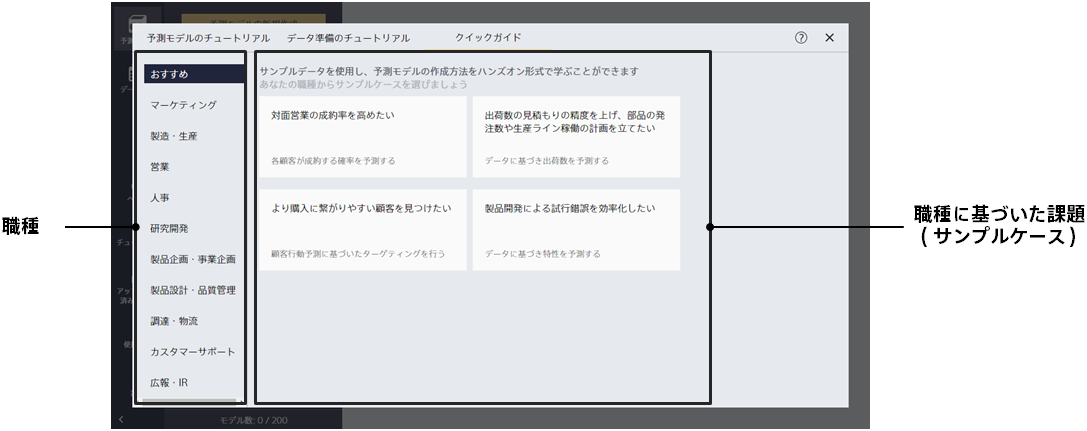 予測モデルのチュートリアル
データ準備のチュートリアル
クイックガイド
おすすめ
マーケティング
製造・生産
営業
人事
研究開発
製品企画・事業企画
製品設計・品質管理
調達・物流
カスタマーサポート
広報・IR
サンプルデータを使用し、予測モデルの作成方法をハンズオン形式で学ぶことができます
あなたの職種からサンプルケースを選びましょう
対面営業の成約率を高めたい
各顧客が成約する確率を予測する
出荷数の見積もりの精度を上げ、部品の発
注数や生産ライン稼働の計画を立てたい
データに基づき出荷数を予測する
より購入に繋がりやすい顧客を見つけたい
顧客行動予測に基づいたターゲティングを行う
製品開発による試行錯誤を効率化したい
データに基づき特性を予測する
職種
職種に基づいた課題
( サンプルケース )
モデル数: 0 / 200